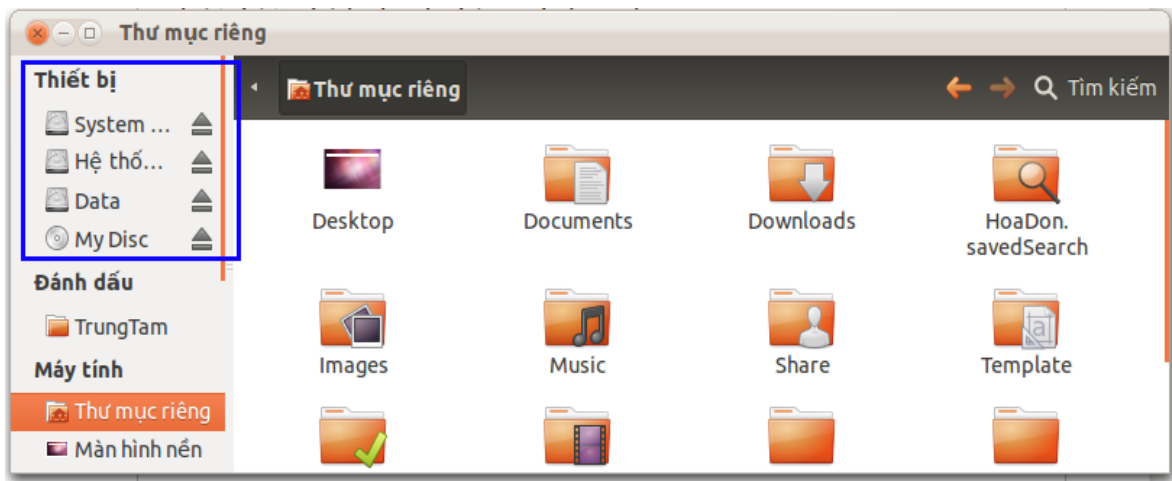 Thư mục riêng
Thiết bị
System ...
Hệ thố...
Data
My Disc
Đánh dấu
TrungTam
Máy tính
Thư mục riêng
Màn hình nền
Thư mục riêng
Tìm kiếm
Desktop
Documents
Downloads
HoaDon.
savedSearch
Images
Music
Share
Template